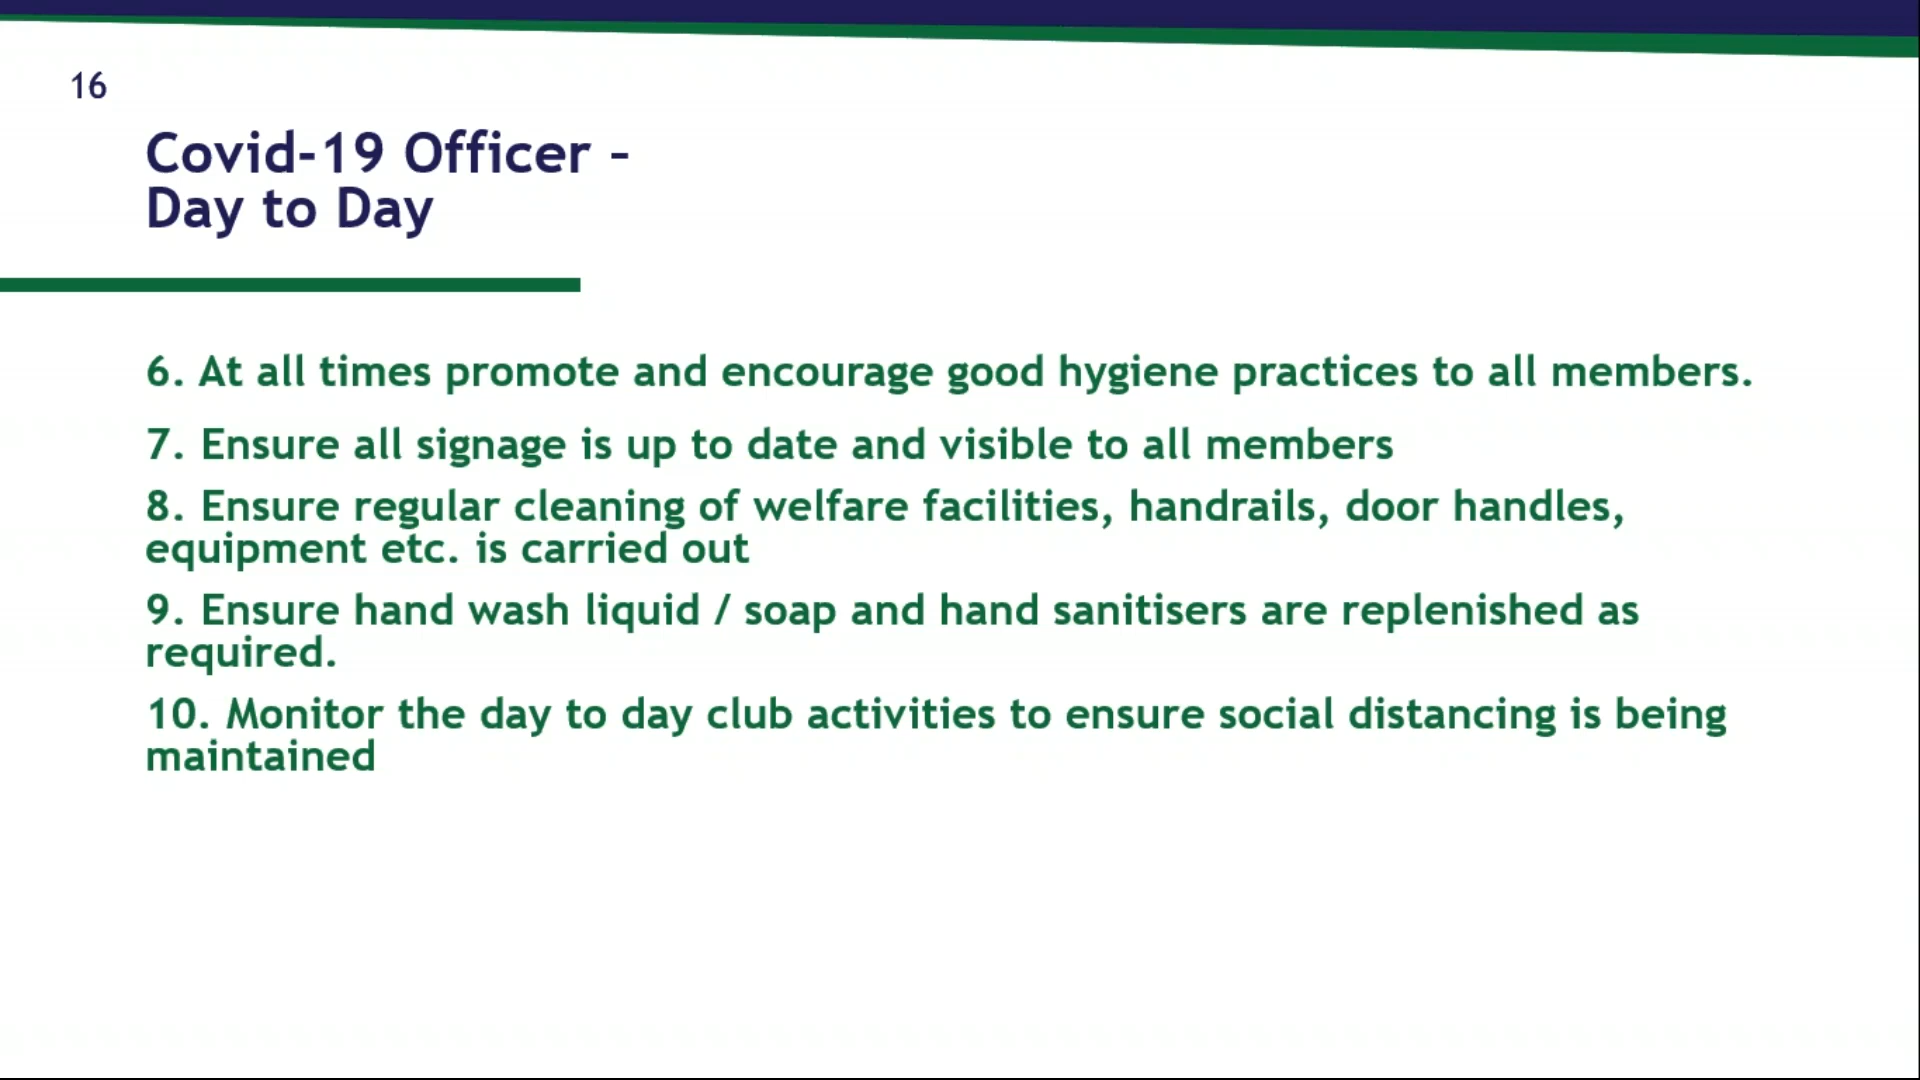 16
Covid-19 Officer –
Day to Day
6. At all times promote and encourage good hygiene practices to all members.
7. Ensure all signage is up to date and visible to all members
8. Ensure regular cleaning of welfare facilities, handrails, door handles,
equipment etc. is carried out
9. Ensure hand wash liquid / soap and hand sanitisers are replenished as
required.
10. Monitor the day to day club activities to ensure social distancing is being
maintained